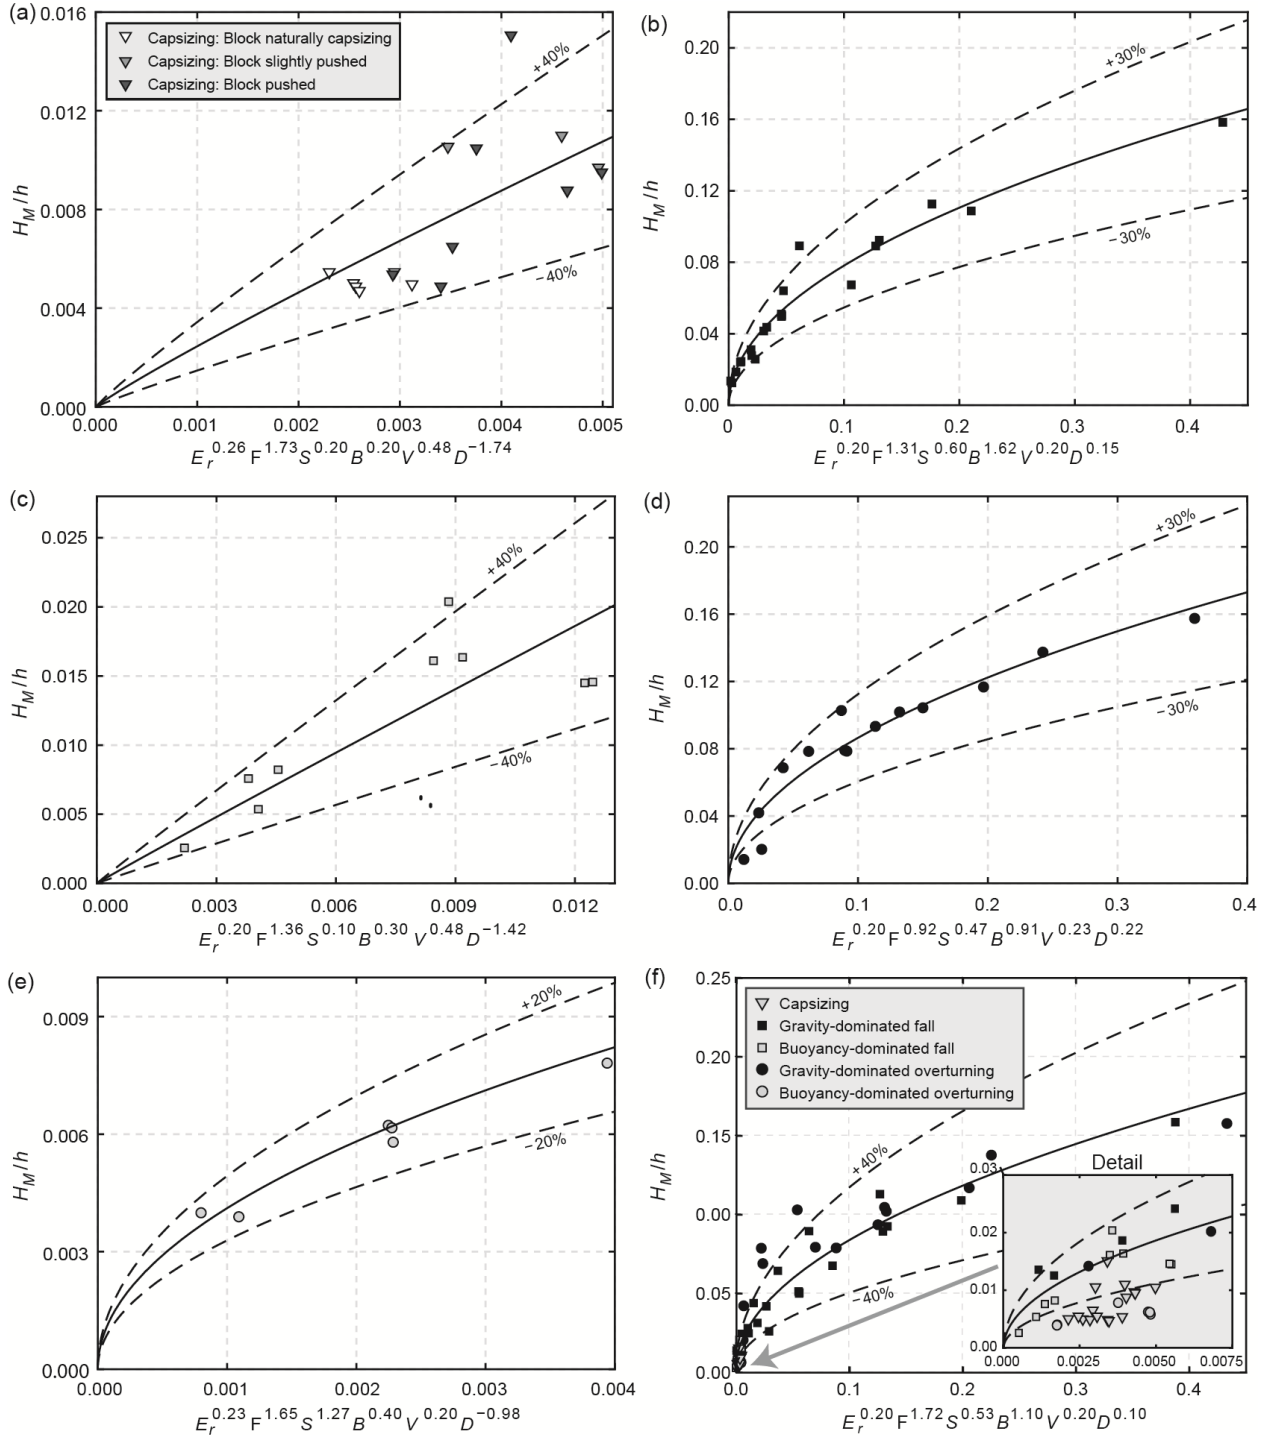 (a)
0.016
0.012
0.008
0.004
0.000
H_M/h
Capsizing: Block naturally capsizing
Capsizing: Block slightly pushed
Capsizing: Block pushed
+40%
−40%
0.000 0.001 0.002 0.003 0.004 0.005
E_r^0.26 F^1.73 S^0.20 B^0.20 V^0.48 D^−1.74
(b)
0.20
0.16
0.12
0.08
0.04
0.00
H_M/h
+30%
−30%
0 0.1 0.2 0.3 0.4
E_r^0.20 F^1.31 S^0.60 B^1.62 V^0.20 D^0.15
(c)
0.025
0.020
0.015
0.010
0.005
0.000
H_M/h
+40%
−40%
0.000 0.003 0.006 0.009 0.012
E_r^0.20 F^1.36 S^0.10 B^0.30 V^0.48 D^−1.42
(d)
0.20
0.16
0.12
0.08
0.04
0.00
H_M/h
+30%
−30%
0 0.1 0.2 0.3 0.4
E_r^0.20 F^0.92 S^0.47 B^0.91 V^0.23 D^0.22
(e)
0.009
0.006
0.003
0.000
H_M/h
+20%
−20%
0.000 0.001 0.002 0.003 0.004
E_r^0.23 F^1.65 S^1.27 B^0.40 V^0.20 D^−0.98
(f)
0.25
0.20
0.15
0.00
0.05
0.00
H_M/h
Capsizing
Gravity-dominated fall
Buoyancy-dominated fall
Gravity-dominated overturning
Buoyancy-dominated overturning
+40%
−40%
Detail
0.03
0.02
0.01
0.00
0.000 0.0025 0.0050 0.0075
0.0 0.1 0.2 0.3 0.4
E_r^0.20 F^1.72 S^0.53 B^1.10 V^0.20 D^0.10